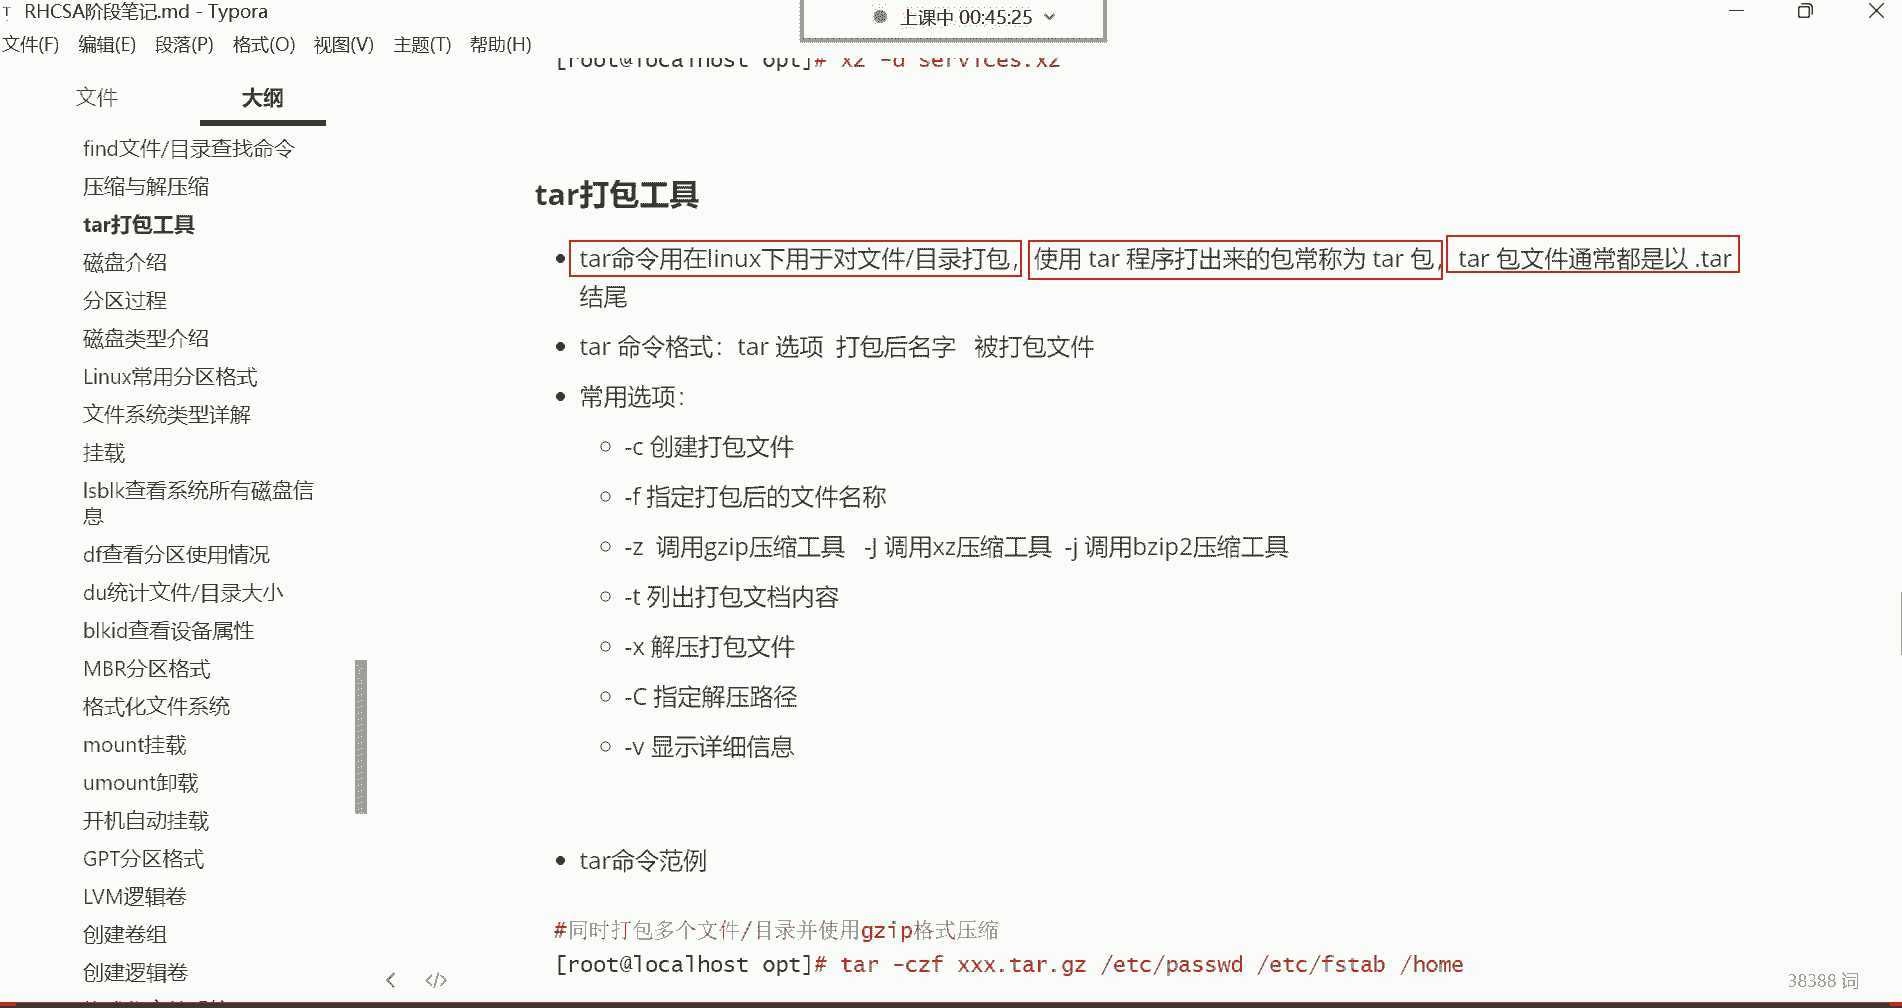 RHCSA阶段笔记.md - Typora
上课中 00:45:25
文件(F) 编辑(E) 段落(P) 格式(O) 视图(V) 主题(T) 帮助(H)
文件 大纲
find文件/目录查找命令
压缩与解压缩
tar打包工具
磁盘介绍
分区过程
磁盘类型介绍
Linux常用分区格式
文件系统类型详解
挂载
lsblk查看系统所有磁盘信
息
df查看分区使用情况
du统计文件/目录大小
blkid查看设备属性
MBR分区格式
格式化文件系统
mount挂载
umount卸载
开机自动挂载
GPT分区格式
LVM逻辑卷
创建卷组
创建逻辑卷
[root@localhost opt]# xz -d services.xz
tar打包工具
tar命令用在linux下用于对文件/目录打包，使用 tar 程序打出来的包常称为 tar 包，tar 包文件通常都是以 .tar
结尾
tar 命令格式：tar 选项 打包后名字 被打包文件
常用选项：
-c 创建打包文件
-f 指定打包后的文件名称
-z 调用gzip压缩工具 -J 调用xz压缩工具 -j 调用bzip2压缩工具
-t 列出打包文档内容
-x 解压打包文件
-C 指定解压路径
-v 显示详细信息
tar命令范例
#同时打包多个文件/目录并使用gzip格式压缩
[root@localhost opt]# tar -czf xxx.tar.gz /etc/passwd /etc/fstab /home
38388 词